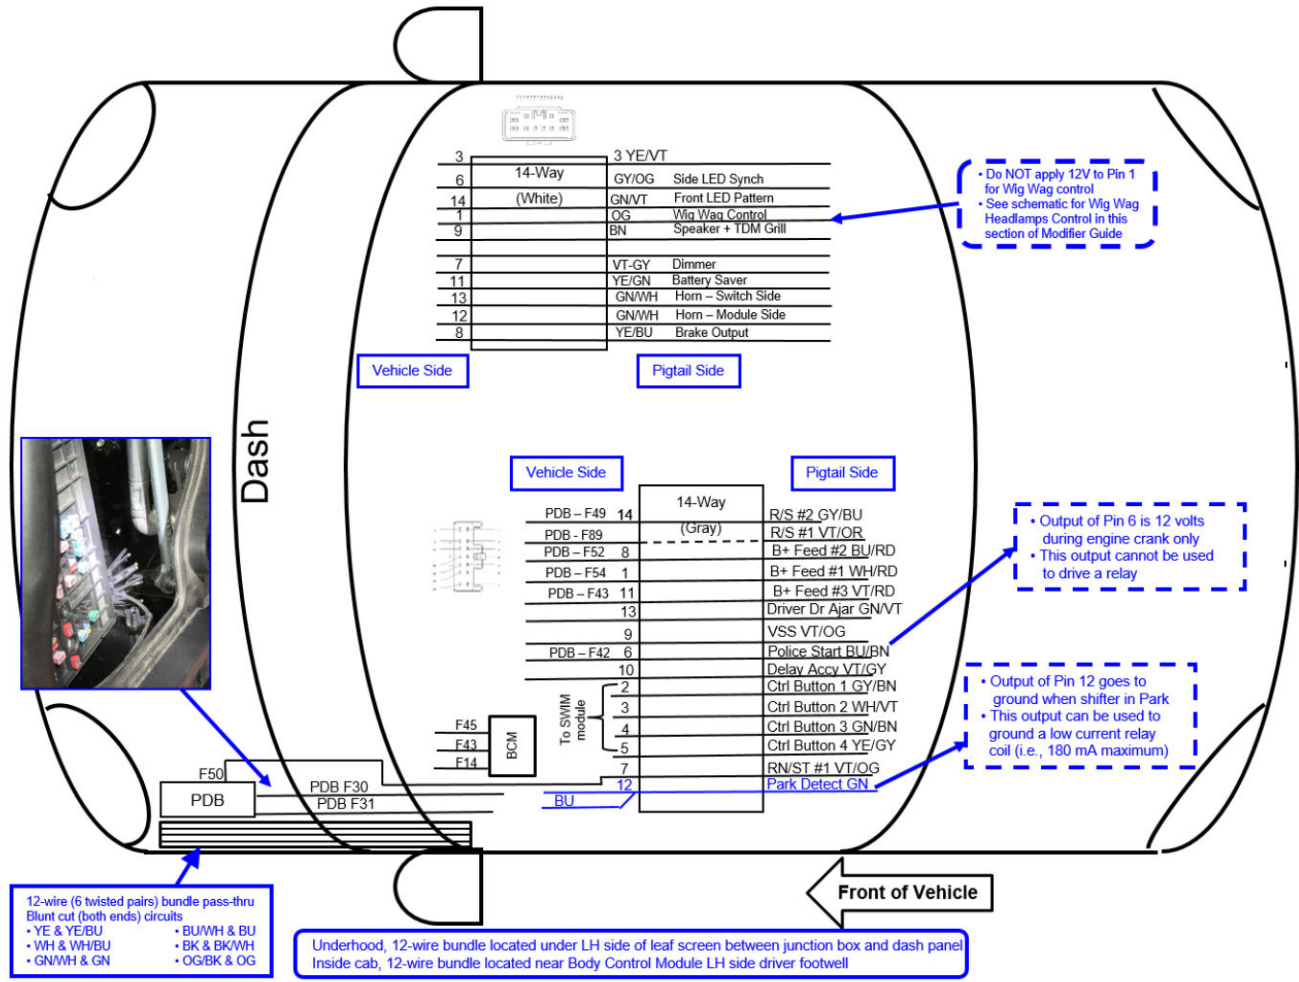 3
3 YE/VT
14-Way
(White)
6
GY/OG Side LED Synch
14
GN/VT Front LED Pattern
1
OG Wig Wag Control
9
BN Speaker + TDM Grill
7
VT-GY Dimmer
11
YE/GN Battery Saver
13
GN/WH Horn – Switch Side
12
GN/WH Horn – Module Side
8
YE/BU Brake Output
• Do NOT apply 12V to Pin 1
for Wig Wag control
• See schematic for Wig Wag
Headlamps Control in this
section of Modifier Guide
Vehicle Side
Pigtail Side
Dash
Vehicle Side
Pigtail Side
14-Way
(Gray)
PDB – F49 14 R/S #2 GY/BU
PDB - F89 R/S #1 VT/OR
PDB – F52 8 B+ Feed #2 BU/RD
PDB – F54 1 B+ Feed #1 WH/RD
PDB – F43 11 B+ Feed #3 VT/RD
13 Driver Dr Ajar GN/VT
9 VSS VT/OG
PDB – F42 6 Police Start BU/BN
10 Delay Accy VT/GY
2 Ctrl Button 1 GY/BN
3 Ctrl Button 2 WH/VT
4 Ctrl Button 3 GN/BN
5 Ctrl Button 4 YE/GY
7 RN/ST #1 VT/OG
12 Park Detect GN
BU
To SWIM
module
• Output of Pin 6 is 12 volts
during engine crank only
• This output cannot be used
to drive a relay
• Output of Pin 12 goes to
ground when shifter in Park
• This output can be used to
ground a low current relay
coil (i.e., 180 mA maximum)
F45
F43
F14
BCM
F50
PDB
PDB F30
PDB F31
Front of Vehicle
12-wire (6 twisted pairs) bundle pass-thru
Blunt cut (both ends) circuits
• YE & YE/BU • BU/WH & BU
• WH & WH/BU • BK & BK/WH
• GN/WH & GN • OG/BK & OG
Underhood, 12-wire bundle located under LH side of leaf screen between junction box and dash panel
Inside cab, 12-wire bundle located near Body Control Module LH side driver footwell